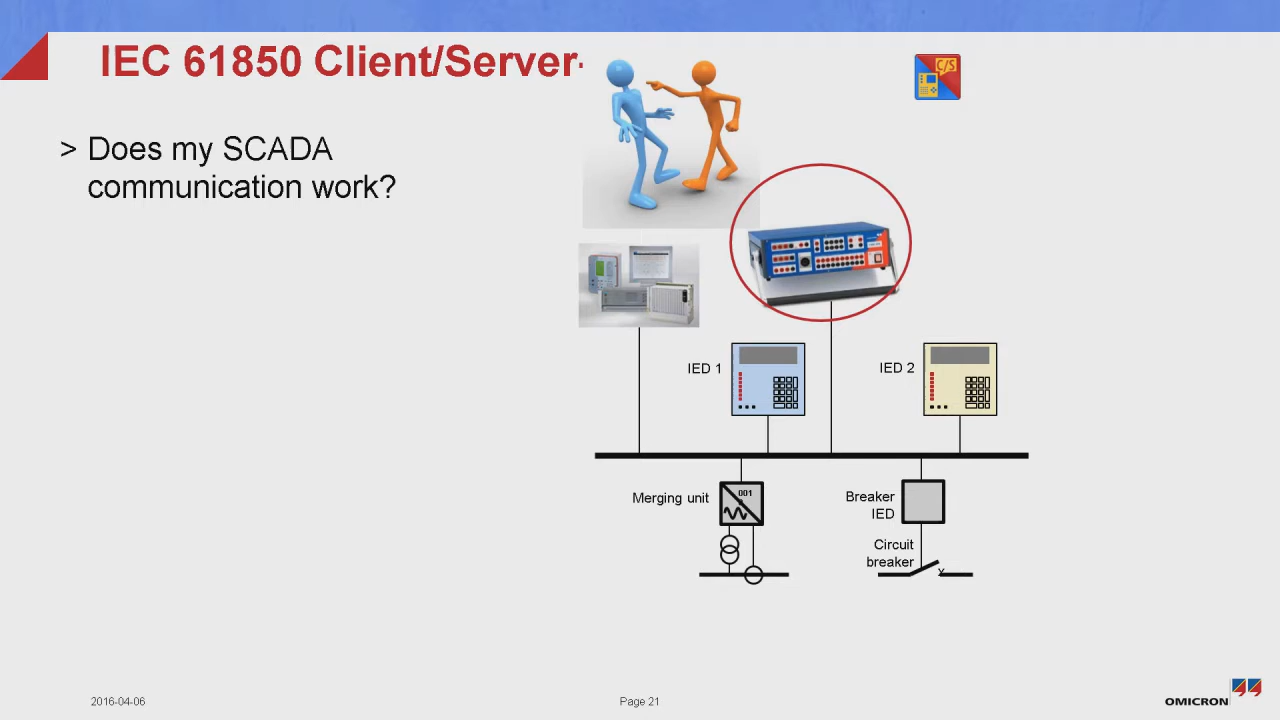 IEC 61850 Client/Server
C/S
> Does my SCADA
communication work?
IED 1
IED 2
Merging unit
001
Breaker
IED
Circuit
breaker
x
2016-04-06
Page 21
OMICRON